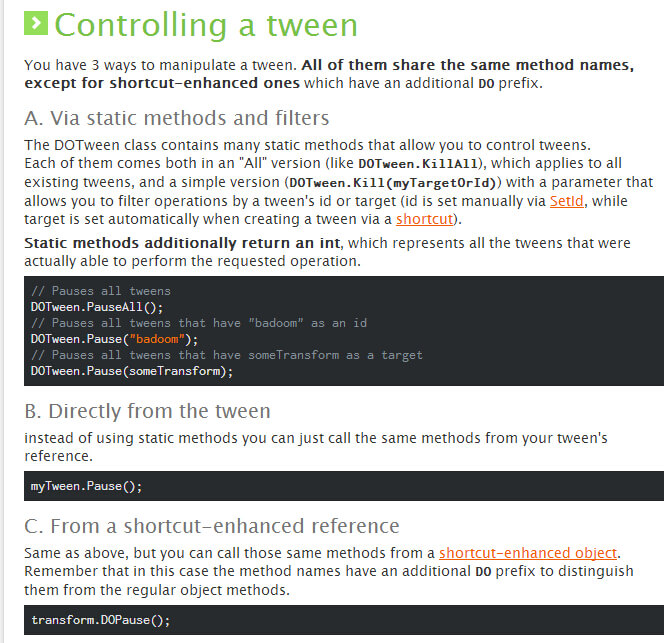 Controlling a tween
You have 3 ways to manipulate a tween. All of them share the same method names,
except for shortcut-enhanced ones which have an additional DO prefix.
A. Via static methods and filters
The DOTween class contains many static methods that allow you to control tweens.
Each of them comes both in an "All" version (like DOTween.KillAll), which applies to all
existing tweens, and a simple version (DOTween.Kill(myTargetOrId)) with a parameter that
allows you to filter operations by a tween's id or target (id is set manually via SetId, while
target is set automatically when creating a tween via a shortcut).
Static methods additionally return an int, which represents all the tweens that were
actually able to perform the requested operation.
// Pauses all tweens
DOTween.PauseAll();
// Pauses all tweens that have "badoom" as an id
DOTween.Pause("badoom");
// Pauses all tweens that have someTransform as a target
DOTween.Pause(someTransform);
B. Directly from the tween
instead of using static methods you can just call the same methods from your tween's
reference.
myTween.Pause();
C. From a shortcut-enhanced reference
Same as above, but you can call those same methods from a shortcut-enhanced object.
Remember that in this case the method names have an additional DO prefix to distinguish
them from the regular object methods.
transform.DOPause();